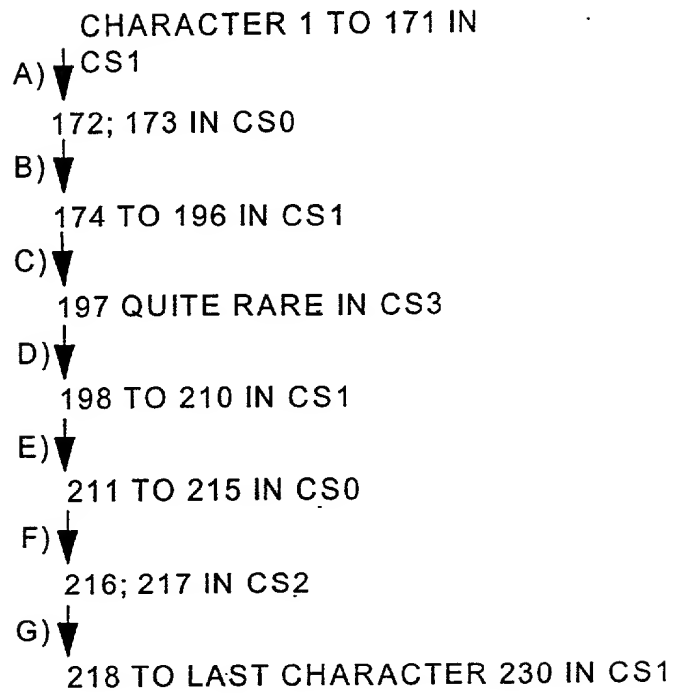 CHARACTER 1 TO 171 IN
A) CS1
172; 173 IN CS0
B)
174 TO 196 IN CS1
C)
197 QUITE RARE IN CS3
D)
198 TO 210 IN CS1
E)
211 TO 215 IN CS0
F)
216; 217 IN CS2
G)
218 TO LAST CHARACTER 230 IN CS1